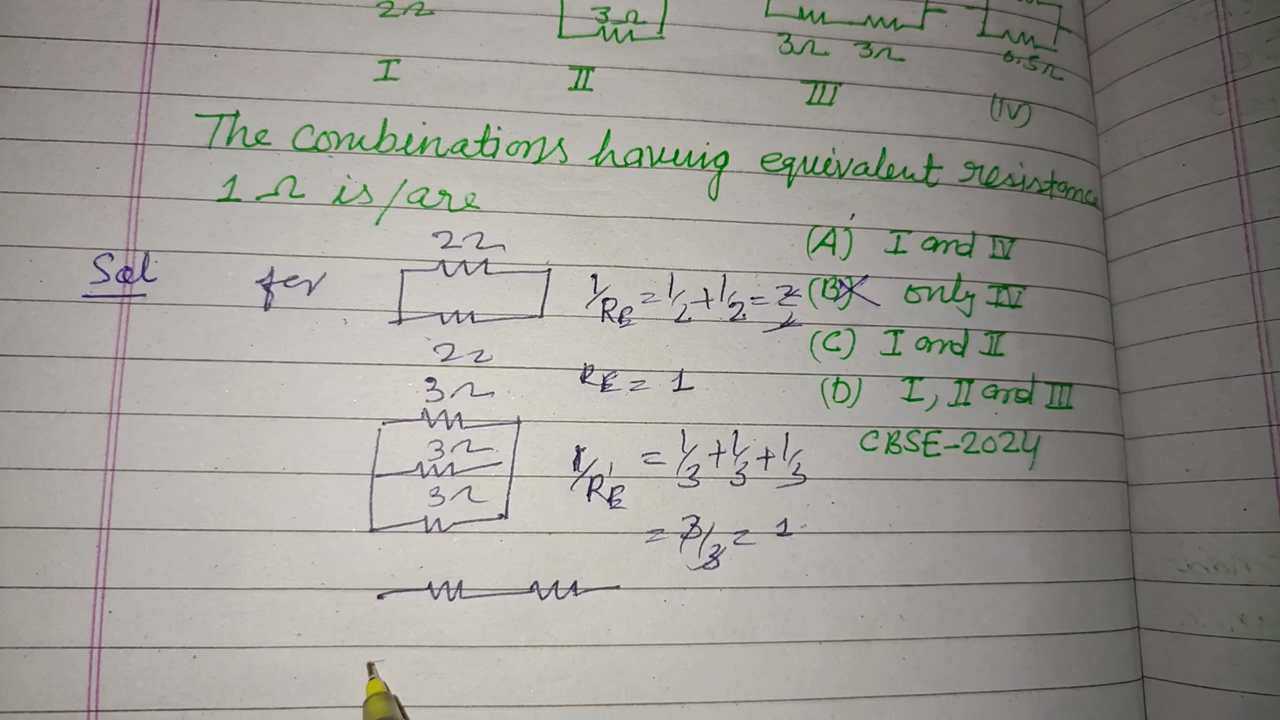 2Ω 3Ω
3Ω 3Ω 0.5Ω
I II III (IV)
The combinations having equivalent resistance
1 Ω is/are
(A) I and IV
(B) only IV
(C) I and II
(D) I, II and III
CBSE-2024
Sol for
2Ω
2Ω
1/RE = 1/2 + 1/2 = 2/2
RE = 1
3Ω
3Ω
3Ω
1/RE' = 1/3 + 1/3 + 1/3
= 3/3 = 1